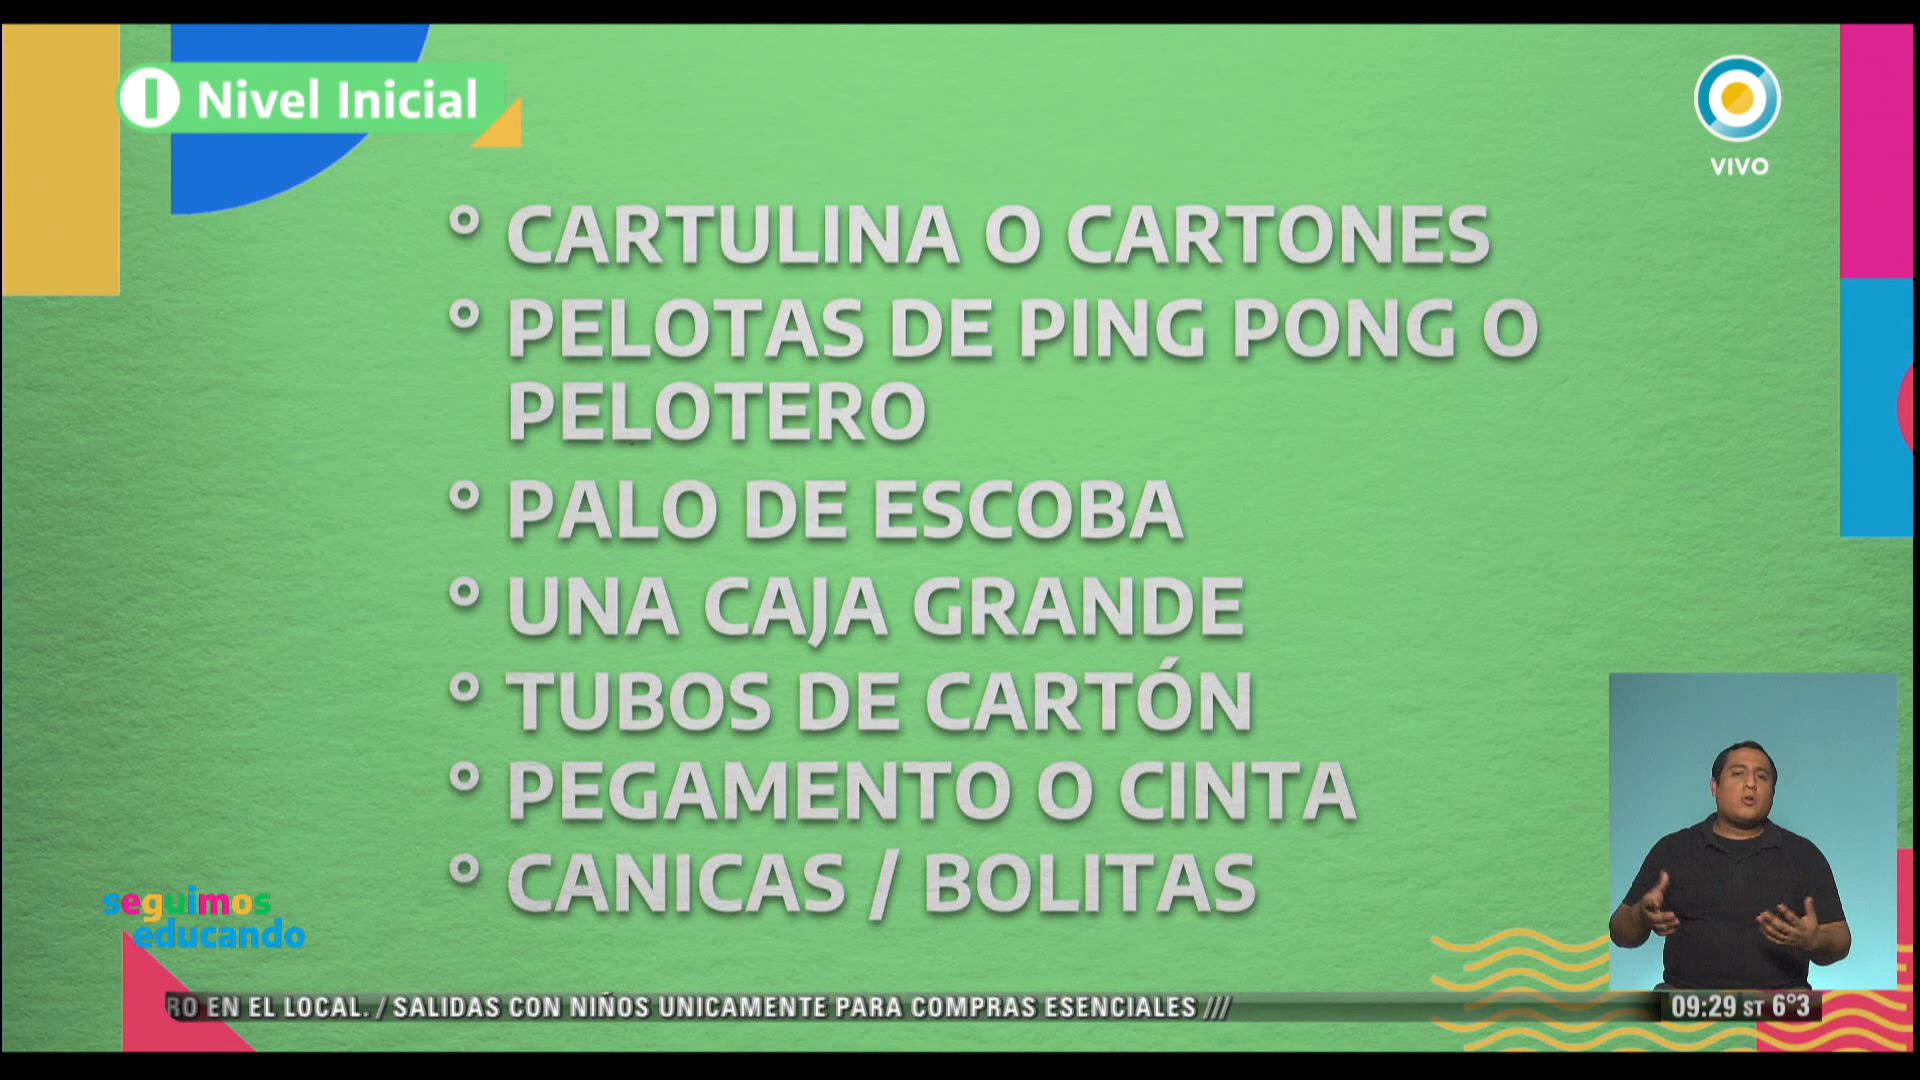 Nivel Inicial
VIVO
° CARTULINA O CARTONES
° PELOTAS DE PING PONG O
PELOTERO
° PALO DE ESCOBA
° UNA CAJA GRANDE
° TUBOS DE CARTÓN
° PEGAMENTO O CINTA
° CANICAS / BOLITAS
seguimos
educando
RO EN EL LOCAL. / SALIDAS CON NIÑOS UNICAMENTE PARA COMPRAS ESENCIALES ///
09:29 ST 6°3